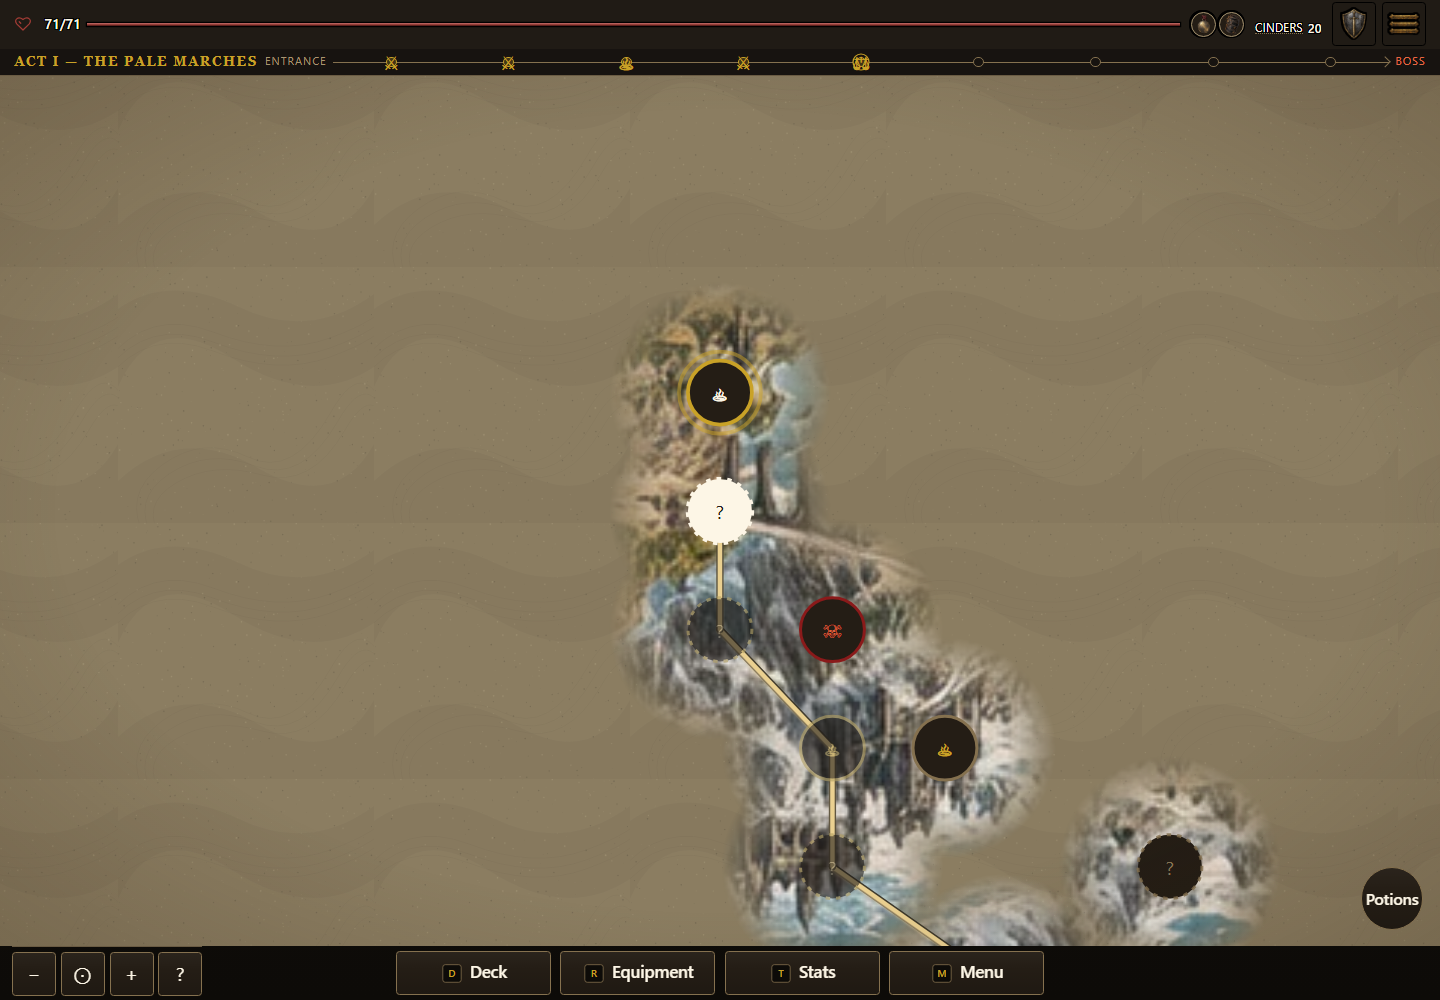 71/71
CINDERS 20
ACT I — THE PALE MARCHES ENTRANCE
BOSS
?
?
?
?
Potions
− + ?
D Deck
R Equipment
T Stats
M Menu